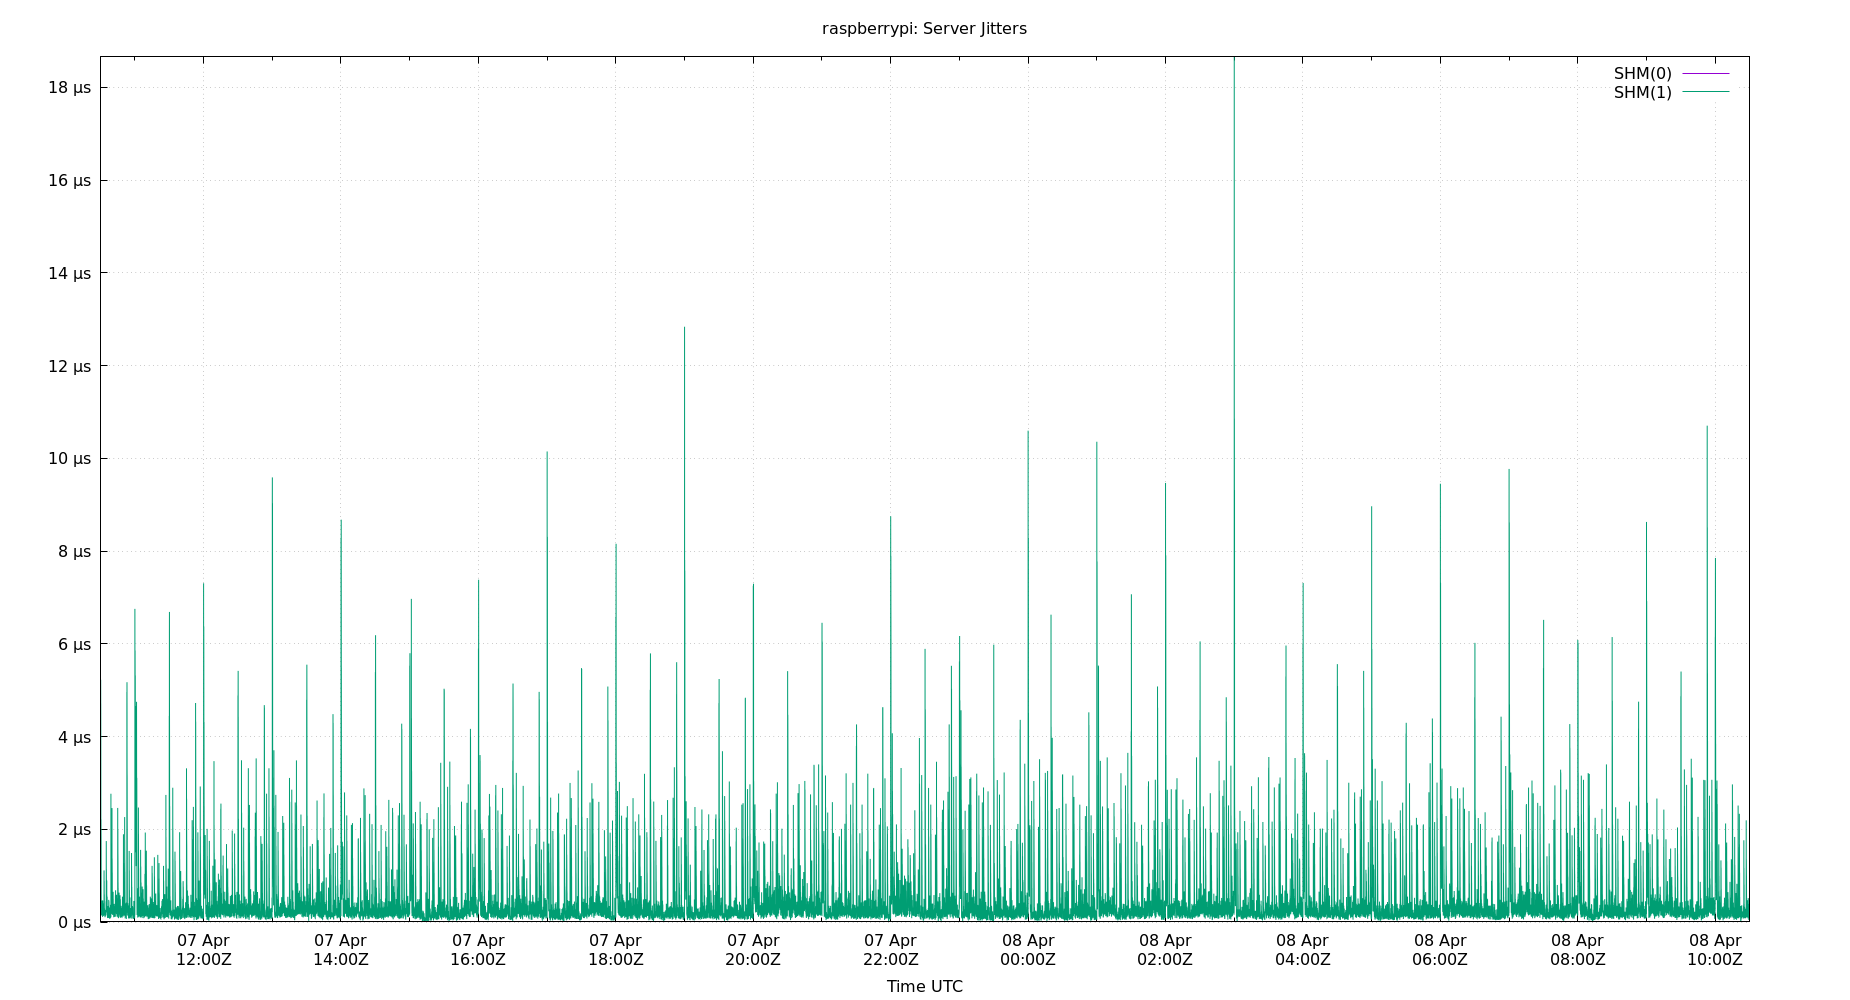 raspberrypi: Server Jitters
SHM(0)
SHM(1)
18 µs
16 µs
14 µs
12 µs
10 µs
8 µs
6 µs
4 µs
2 µs
0 µs
07 Apr 07 Apr 07 Apr 07 Apr 07 Apr 07 Apr 08 Apr 08 Apr 08 Apr 08 Apr 08 Apr 08 Apr
12:00Z 14:00Z 16:00Z 18:00Z 20:00Z 22:00Z 00:00Z 02:00Z 04:00Z 06:00Z 08:00Z 10:00Z
Time UTC